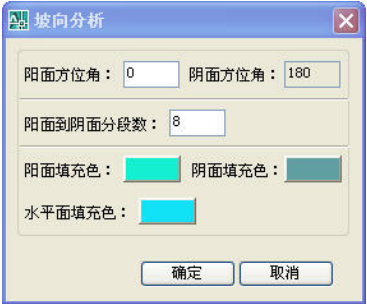 坡向分析
阳面方位角： 0 阴面方位角： 180
阳面到阴面分段数： 8
阳面填充色： 阴面填充色：
水平面填充色：
确定 取消